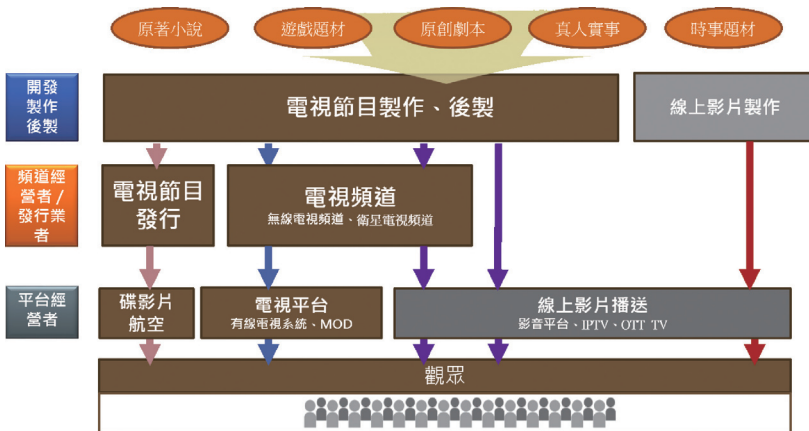 原著小說
遊戲題材
原創劇本
真人實事
時事題材
開發
製作
後製
電視節目製作、後製
線上影片製作
頻道經
營者/
發行業
者
電視節目
發行
電視頻道
無線電視頻道、衛星電視頻道
平台經
營者
碟影片
航空
電視平台
有線電視系統、MOD
線上影片播送
影音平台、IPTV、OTT TV
觀眾